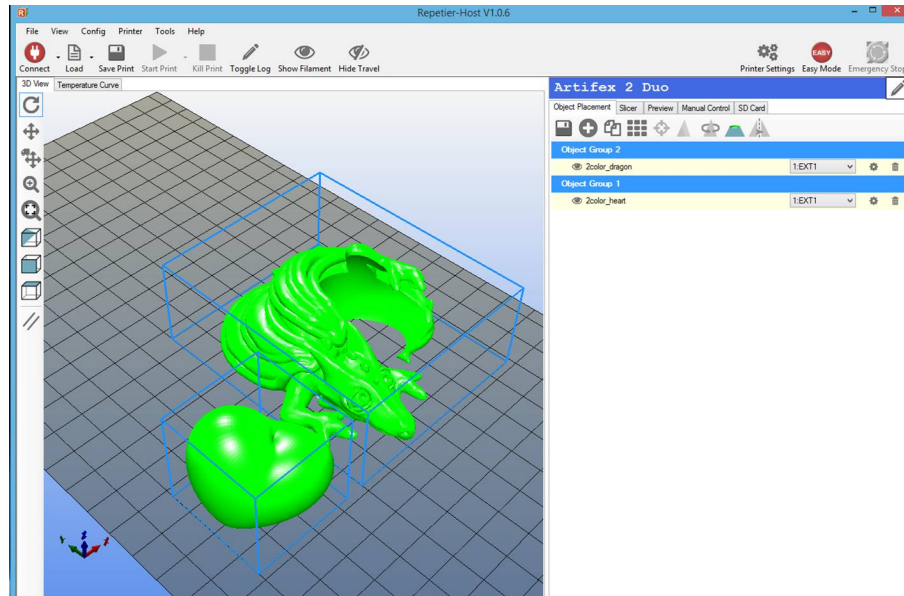 Repetier-Host V1.0.6
File View Config Printer Tools Help
Connect Load Save Print Start Print Kill Print Toggle Log Show Filament Hide Travel Printer Settings Easy Mode Emergency Stop
EASY
3D View Temperature Curve
Artifex 2 Duo
Object Placement Slicer Preview Manual Control SD Card
Object Group 2
2color_dragon 1:EXT1
Object Group 1
2color_heart 1:EXT1